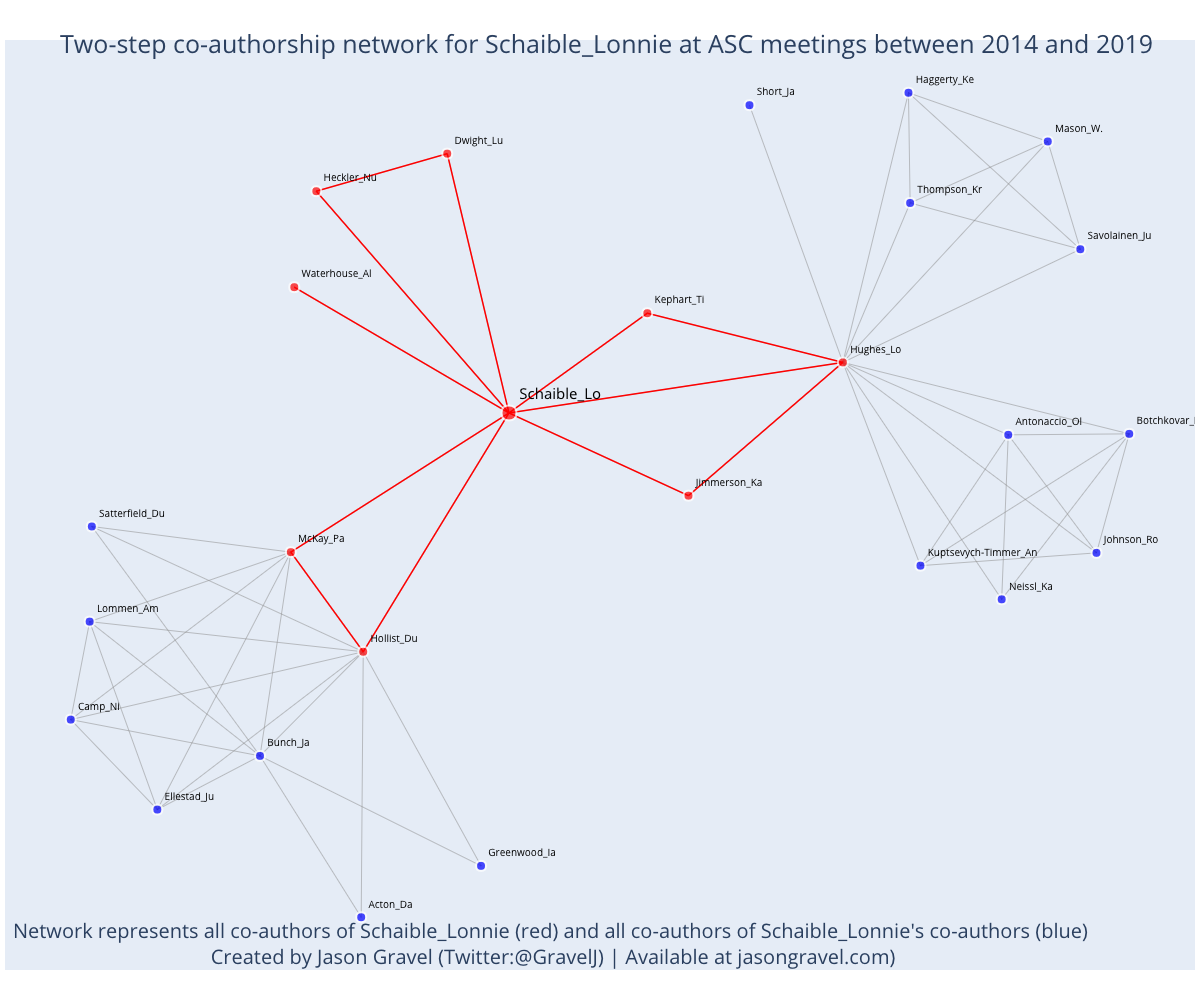 Two-step co-authorship network for Schaible_Lonnie at ASC meetings between 2014 and 2019
Haggerty_Ke
Short_Ja
Mason_W.
Dwight_Lu
Heckler_Nu
Thompson_Kr
Savolainen_Ju
Waterhouse_Al
Kephart_Ti
Hughes_Lo
Schaible_Lo
Antonaccio_Ol
Botchkovar_
Jimmerson_Ka
Satterfield_Du
McKay_Pa
Johnson_Ro
Kuptsevych-Timmer_An
Neissl_Ka
Lommen_Am
Hollist_Du
Camp_Ni
Bunch_Ja
Ellestad_Ju
Greenwood_Ia
Acton_Da
Network represents all co-authors of Schaible_Lonnie (red) and all co-authors of Schaible_Lonnie's co-authors (blue)
Created by Jason Gravel (Twitter:@GravelJ) | Available at jasongravel.com)